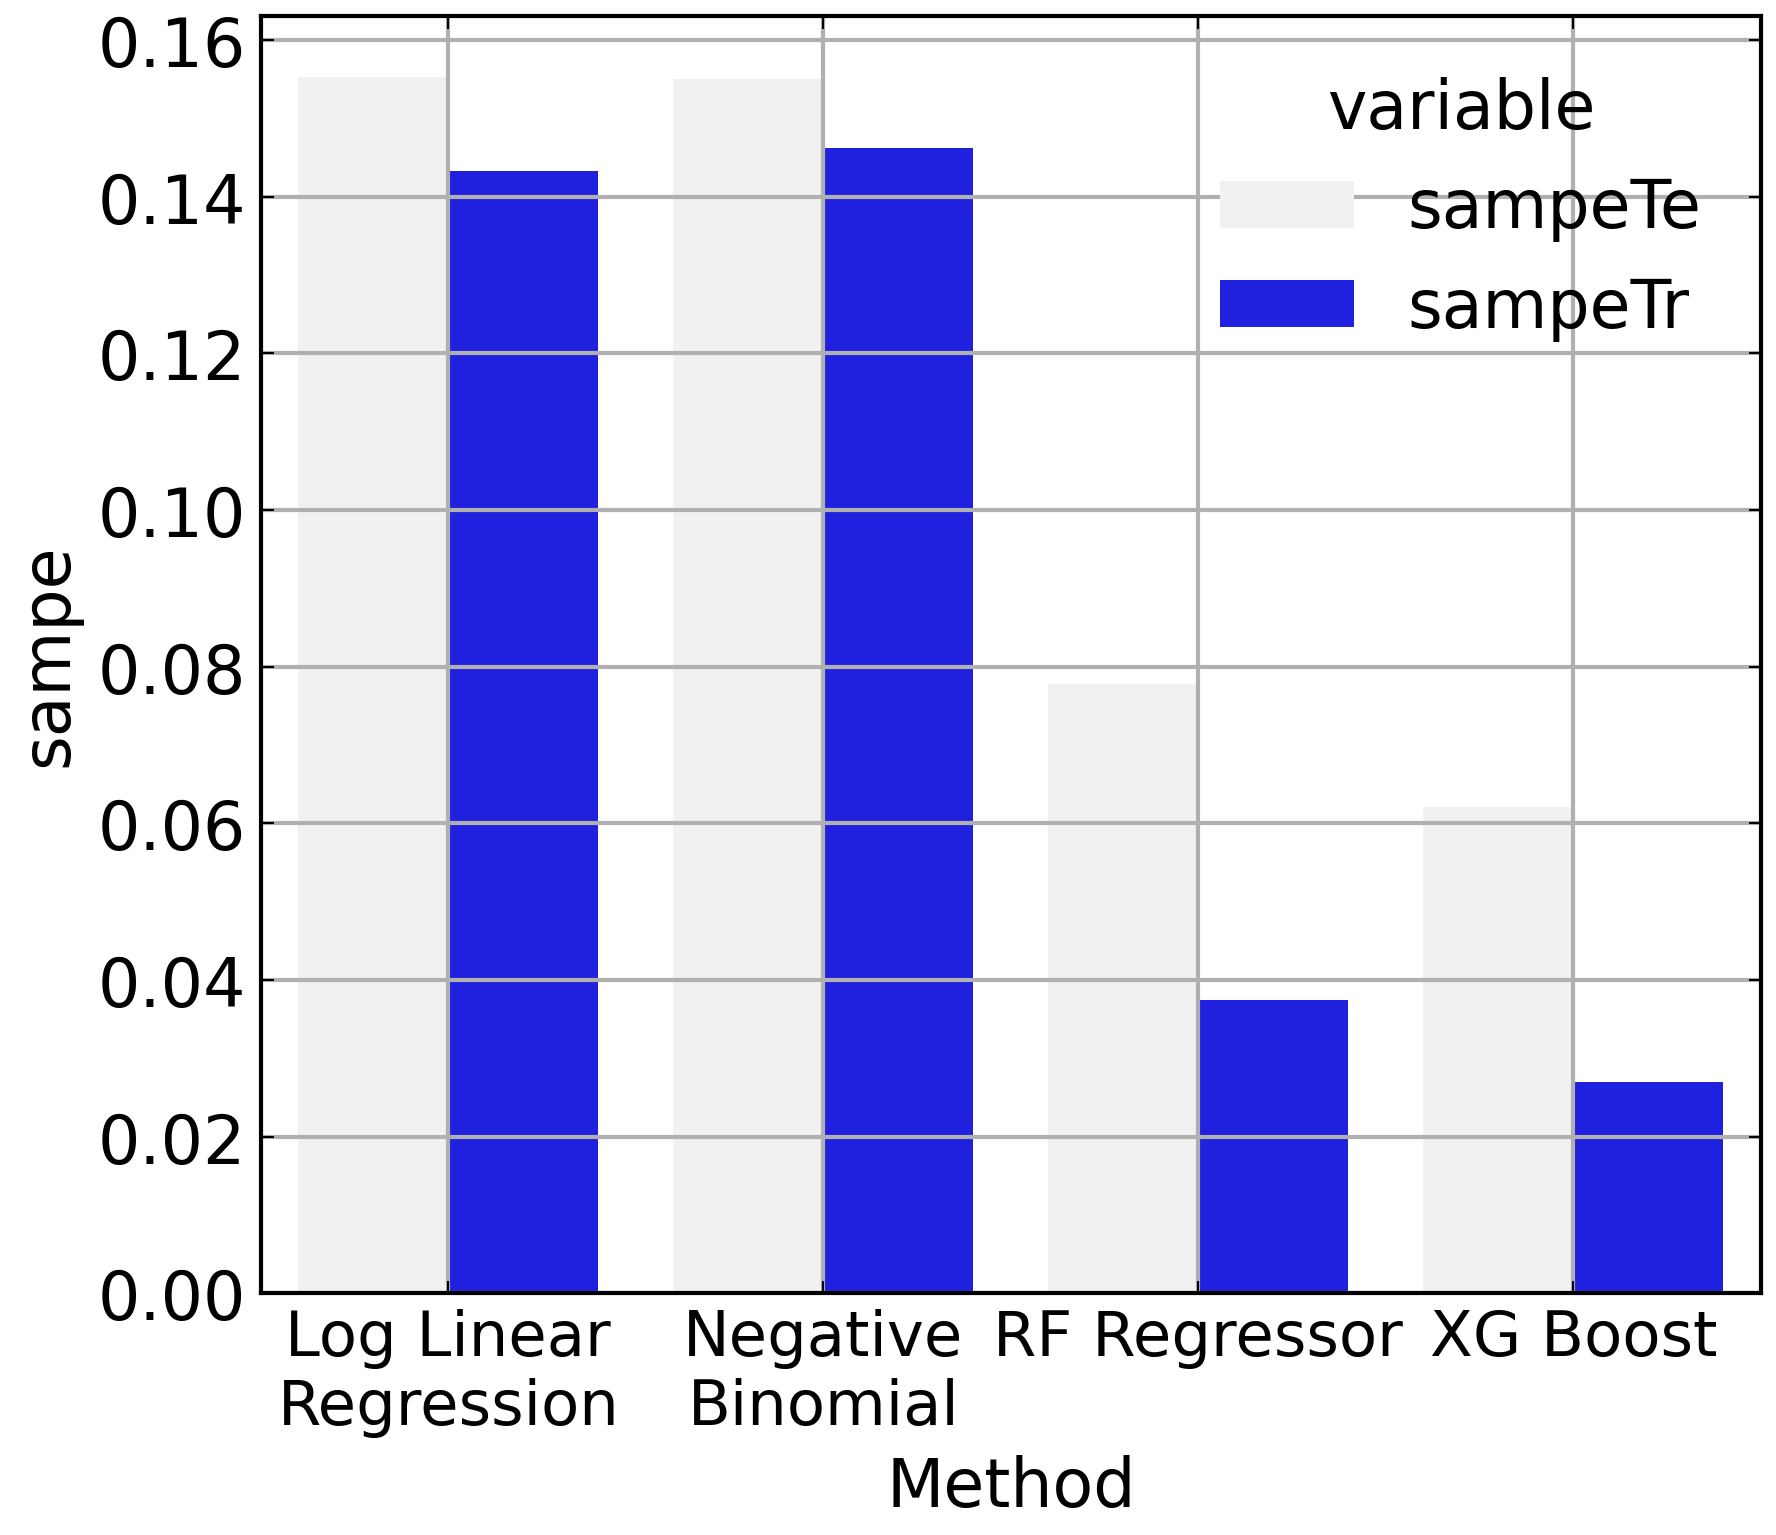 0.16
0.14
0.12
0.10
0.08
0.06
0.04
0.02
0.00
sampe
variable
sampeTe
sampeTr
Log Linear
Regression
Negative
Binomial
RF Regressor
XG Boost
Method